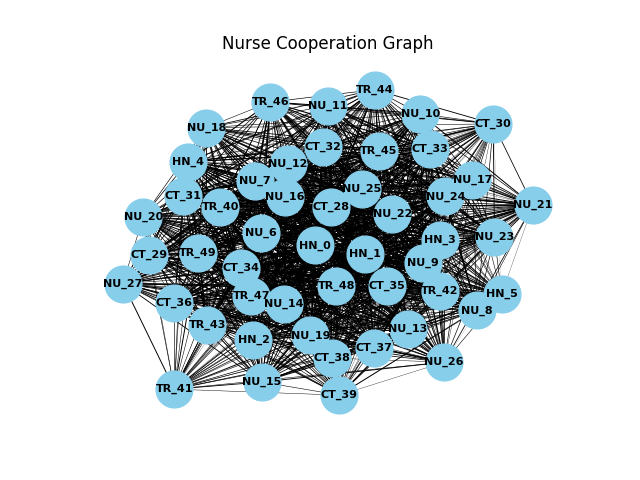 Nurse Cooperation Graph
TR_44
TR_46
NU_11
NU_10
CT_30
NU_18
CT_32
CT_33
TR_45
HN_4
NU_12
NU_7
NU_17
NU_25
CT_31
NU_16
NU_24
NU_21
TR_40
CT_28
NU_22
NU_20
NU_6
NU_23
HN_3
HN_0
TR_49
CT_29
HN_1
NU_9
CT_34
NU_27
TR_48
CT_35
TR_42
HN_5
TR_47
CT_36
NU_14
NU_8
TR_43
NU_13
NU_19
HN_2
CT_37
CT_38
NU_26
NU_15
TR_41
CT_39